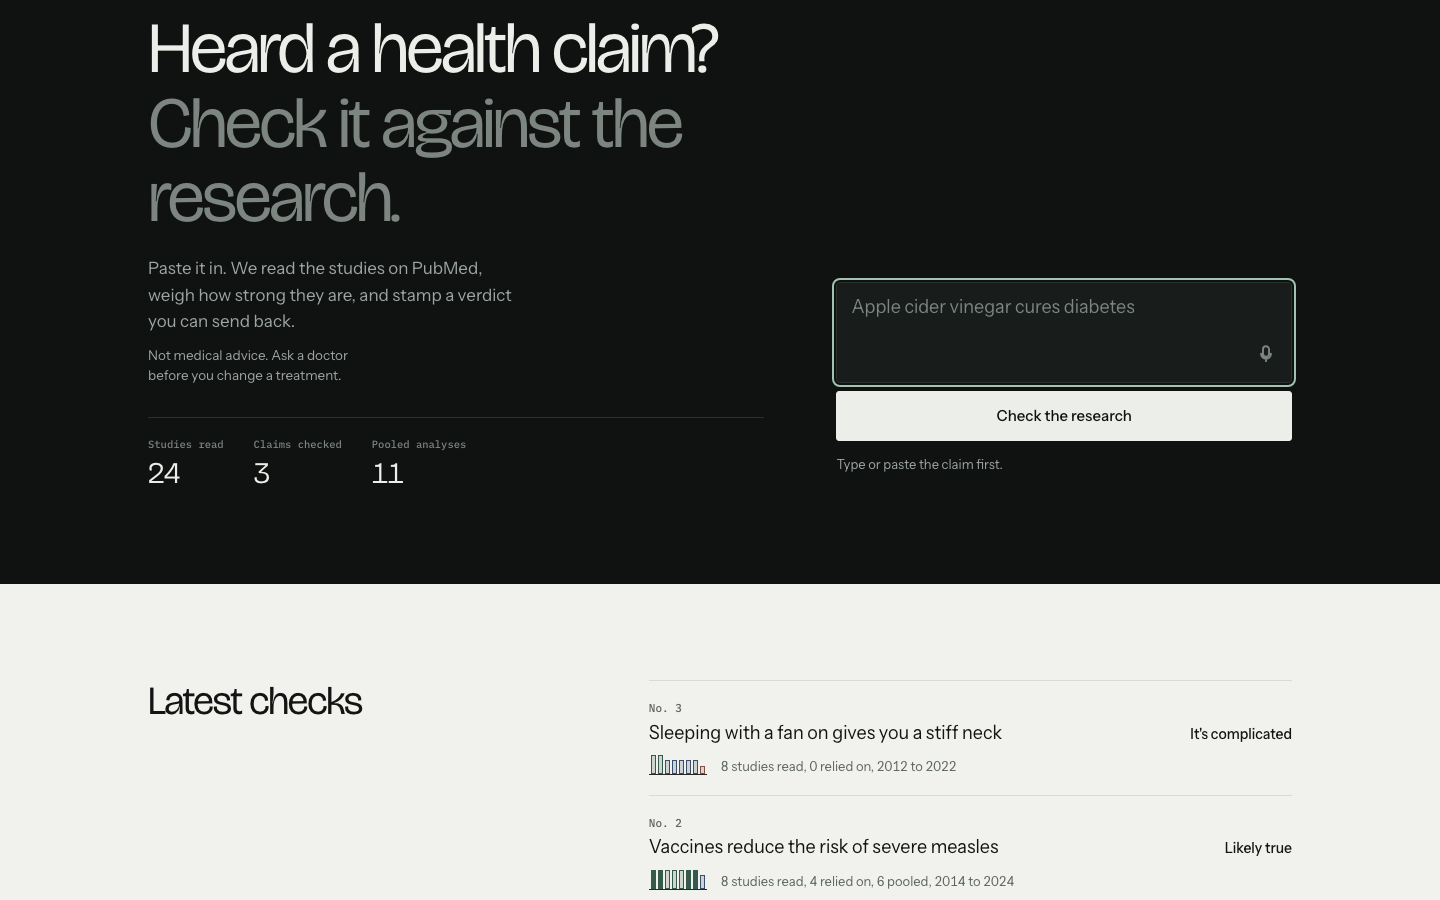 Heard a health claim?
Check it against the
research.
Paste it in. We read the studies on PubMed,
weigh how strong they are, and stamp a verdict
you can send back.
Not medical advice. Ask a doctor
before you change a treatment.
Studies read
24
Claims checked
3
Pooled analyses
11
Apple cider vinegar cures diabetes
Check the research
Type or paste the claim first.
Latest checks
No. 3
Sleeping with a fan on gives you a stiff neck
It's complicated
8 studies read, 0 relied on, 2012 to 2022
No. 2
Vaccines reduce the risk of severe measles
Likely true
8 studies read, 4 relied on, 6 pooled, 2014 to 2024